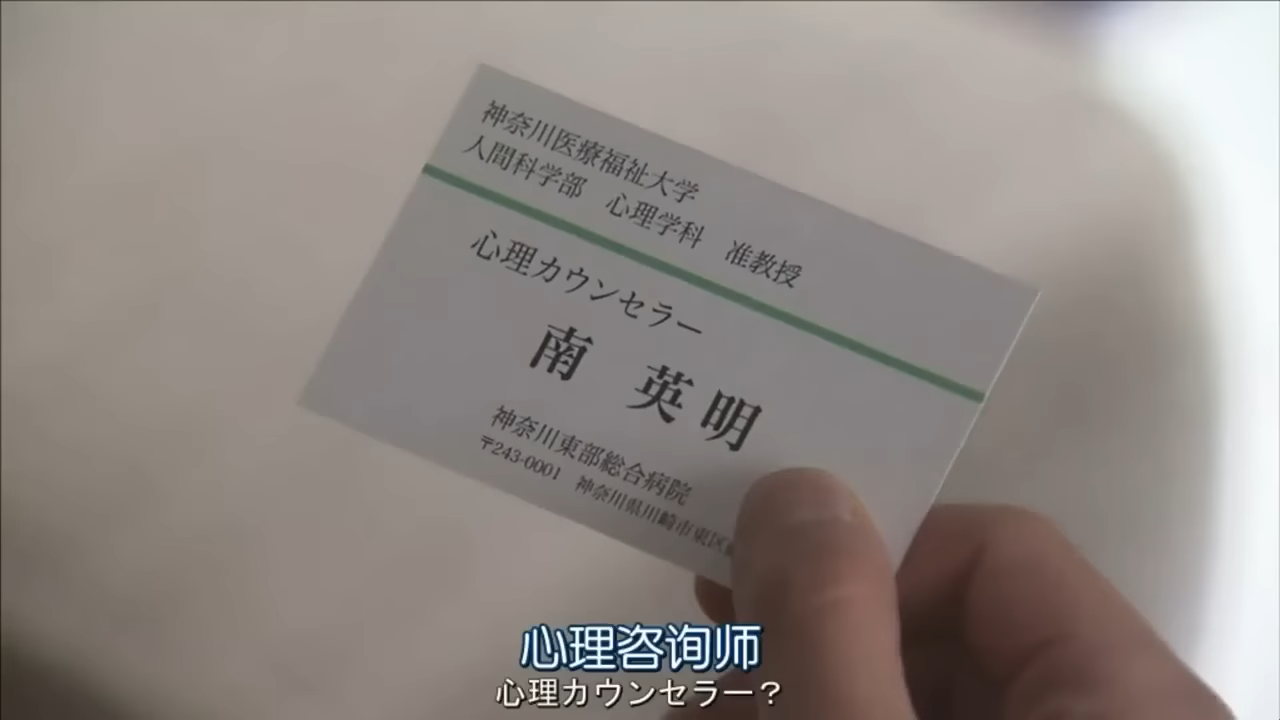 神奈川医療福祉大学
人間科学部 心理学科 准教授
心理カウンセラー
南 英明
神奈川東部総合病院
〒243-0001 神奈川県川崎市東区
心理咨询师
心理カウンセラー？